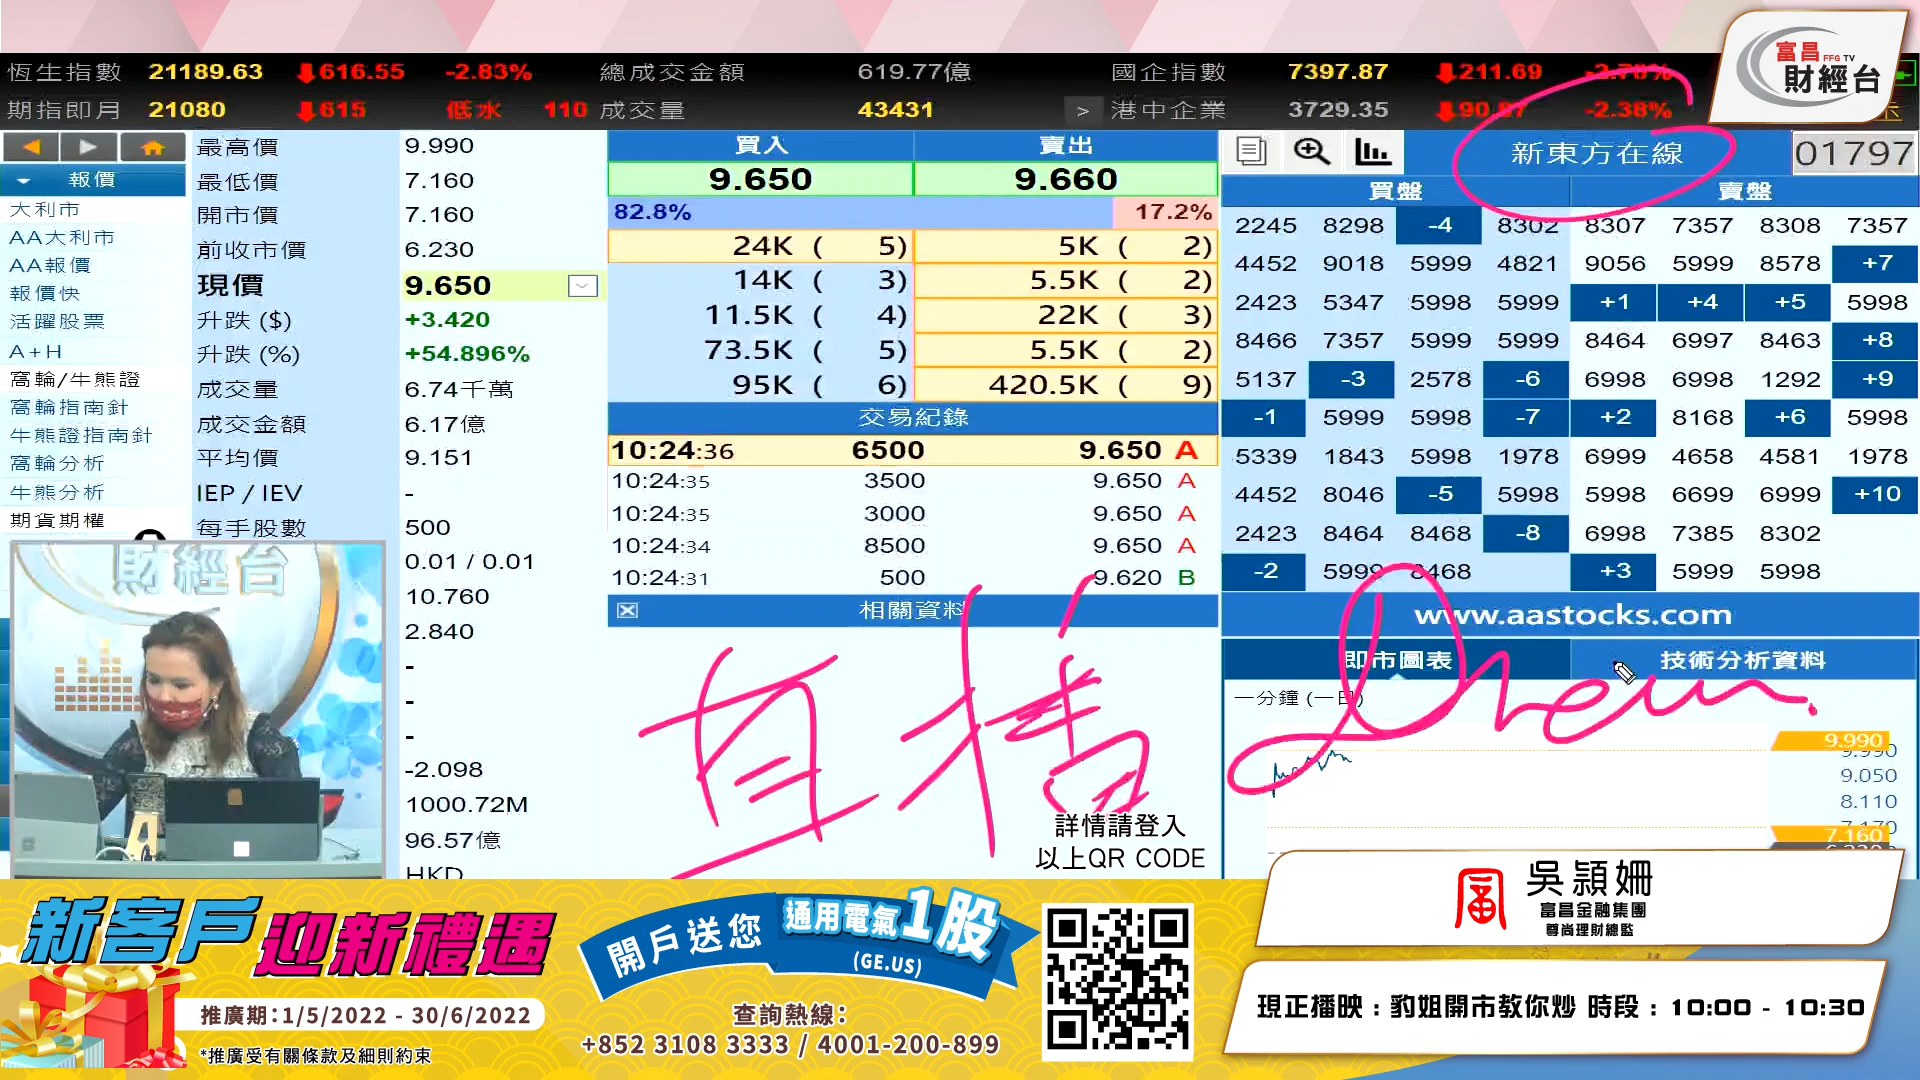 恆生指數 21189.63 616.55 -2.83% 總成交金額 619.77億 國企指數 7397.87 211.69 -2.78%
期指即月 21080 615 低水 110 成交量 43431 > 港中企業 3729.35 90.97 -2.38%
富昌 FFG TV
財經台
報價
大利市
AA大利市
AA報價
報價快
活躍股票
A+H
窩輪/牛熊證
窩輪指南針
牛熊證指南針
窩輪分析
牛熊分析
期貨期權
最高價 9.990
最低價 7.160
開市價 7.160
前收市價 6.230
現價 9.650
升跌 ($) +3.420
升跌 (%) +54.896%
成交量 6.74千萬
成交金額 6.17億
平均價 9.151
IEP / IEV -
每手股數 500
0.01 / 0.01
10.760
2.840
-
-
-
-2.098
1000.72M
96.57億
HKD
買入 賣出
9.650 9.660
82.8% 17.2%
24K ( 5) 5K ( 2)
14K ( 3) 5.5K ( 2)
11.5K ( 4) 22K ( 3)
73.5K ( 5) 5.5K ( 2)
95K ( 6) 420.5K ( 9)
交易紀錄
10:24:36 6500 9.650 A
10:24:35 3500 9.650 A
10:24:35 3000 9.650 A
10:24:34 8500 9.650 A
10:24:31 500 9.620 B
相關資料
新東方在線 01797
買盤 賣盤
2245 8298 -4 8302 8307 7357 8308 7357
4452 9018 5999 4821 9056 5999 8578 +7
2423 5347 5998 5999 +1 +4 +5 5998
8466 7357 5999 5999 8464 6997 8463 +8
5137 -3 2578 -6 6998 6998 1292 +9
-1 5999 5998 -7 +2 8168 +6 5998
5339 1843 5998 1978 6999 4658 4581 1978
4452 8046 -5 5998 5998 6699 6999 +10
2423 8464 8468 -8 6998 7385 8302
-2 5999 8468 +3 5999 5998
www.aastocks.com
即市圖表 技術分析資料
一分鐘 (一日)
9.990
9.990
9.050
8.110
7.170
7.160
財經台
直播
詳情請登入
以上QR CODE
新客戶迎新禮遇
推廣期:1/5/2022 - 30/6/2022
*推廣受有關條款及細則約束
開戶送您 通用電氣1股
(GE.US)
查詢熱線:
+852 3108 3333 / 4001-200-899
吳穎姍
富昌金融集團
尊尚理財總監
現正播映 : 豹姐開市教你炒 時段 : 10:00 - 10:30